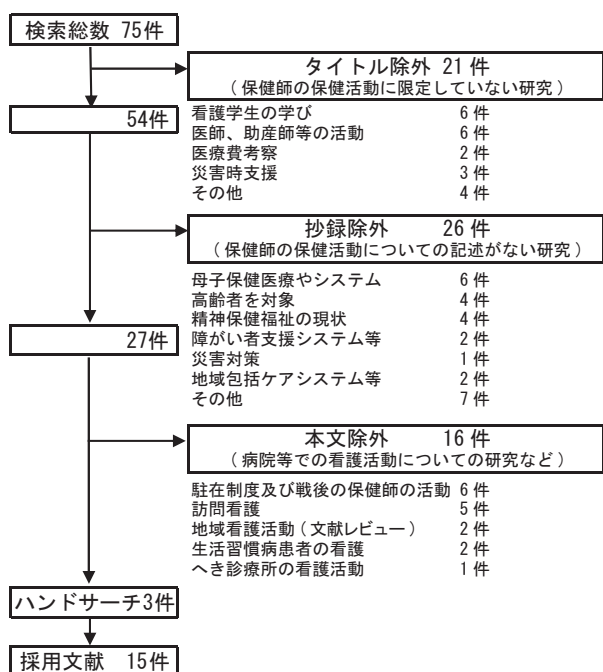 検索総数 75件
タイトル除外 21 件
( 保健師の保健活動に限定していない研究 )
54件
看護学生の学び 6 件
医師、助産師等の活動 6 件
医療費考察 2 件
災害時支援 3 件
その他 4 件
抄録除外 26 件
( 保健師の保健活動についての記述がない研究 )
母子保健医療やシステム 6 件
高齢者を対象 4 件
精神保健福祉の現状 4 件
27件
障がい者支援システム等 2 件
災害対策 1 件
地域包括ケアシステム等 2 件
その他 7 件
本文除外 16 件
( 病院等での看護活動についての研究など )
駐在制度及び戦後の保健師の活動 6 件
訪問看護 5 件
地域看護活動 ( 文献レビュー ) 2 件
生活習慣病患者の看護 2 件
へき診療所の看護活動 1 件
ハンドサーチ3件
採用文献 15件